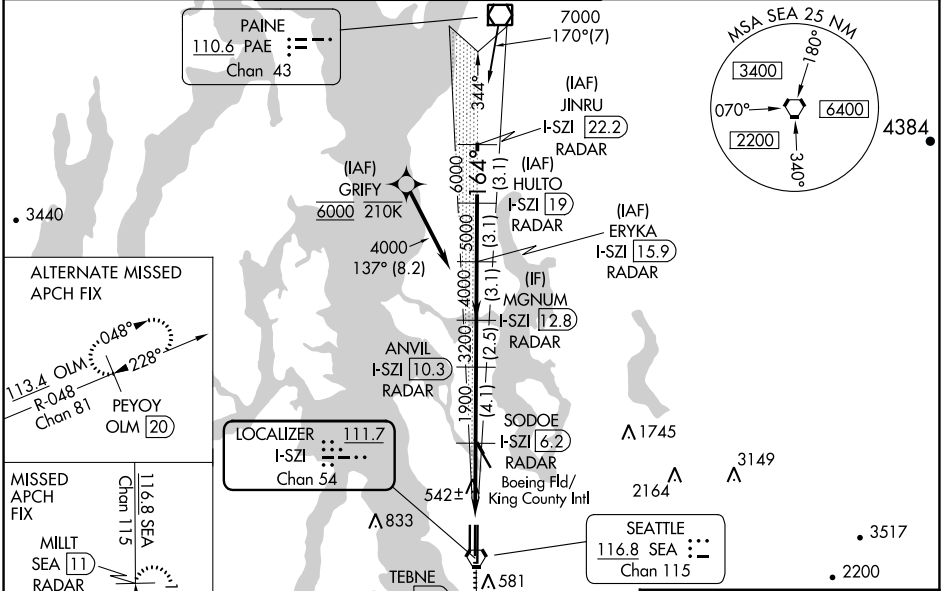 PAINE
110.6 PAE
Chan 43
7000
170°(7)
MSA SEA 25 NM
180°
3400
070°
6400
2200
340°
4384
344°
(IAF)
JINRU
I-SZI 22.2
RADAR
164°
6000
(3.1)
(IAF)
HULTO
I-SZI 19
RADAR
(IAF)
GRIFY
6000 210K
4000
137° (8.2)
3440
5000
(3.1)
(IAF)
ERYKA
I-SZI 15.9
RADAR
4000
(3.1)
(IF)
MGNUM
I-SZI 12.8
RADAR
3200
(2.5)
ANVIL
I-SZI 10.3
RADAR
1900
(4.1)
SODOE
I-SZI 6.2
RADAR
Boeing Fld/
King County Intl
ALTERNATE MISSED
APCH FIX
048°
228°
113.4 OLM
R-048
Chan 81
PEYOY
OLM 20
LOCALIZER 111.7
I-SZI
Chan 54
542±
833
1745
2164
3149
3517
2200
MISSED
APCH
FIX
116.8 SEA
Chan 115
MILLT
SEA 11
RADAR
SEATTLE
116.8 SEA
Chan 115
TEBNE
581